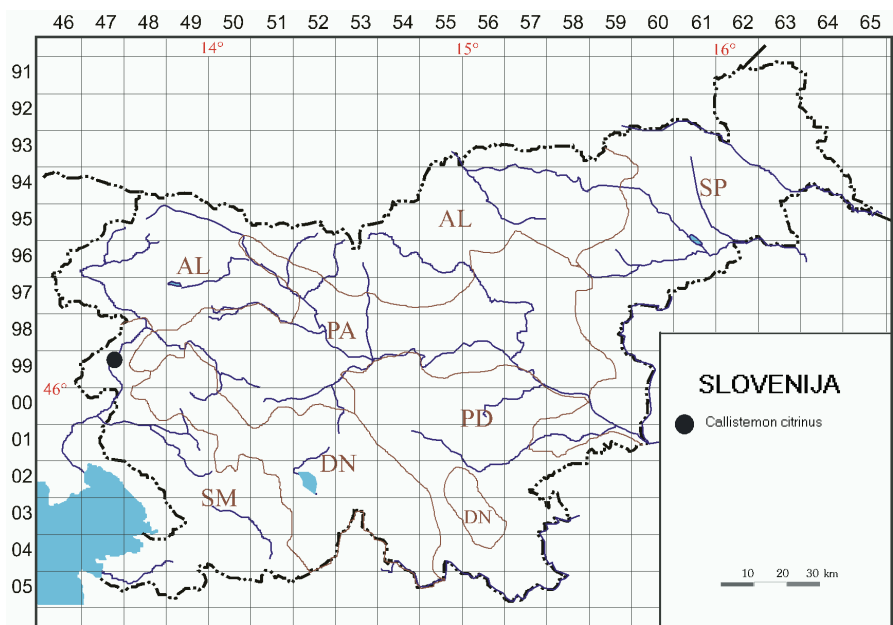 46 47 48 49 50 51 52 53 54 55 56 57 58 59 60 61 62 63 64 65
14° 15° 16°
91
92
93
94
95
96
97
98
99
46°
00
01
02
03
04
05
SP
AL
AL
PA
PD
DN
SM
DN
SLOVENIJA
Callistemon citrinus
10 20 30 km